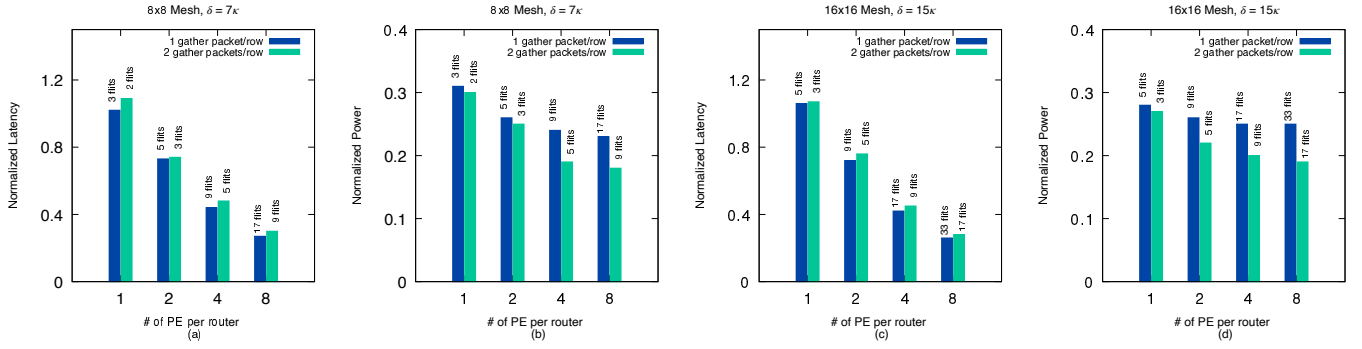 8x8 Mesh, δ = 7κ
1 gather packet/row
2 gather packets/row
Normalized Latency
1.2
0.8
0.4
0
3 flits
2 flits
5 flits
3 flits
9 flits
5 flits
17 flits
9 flits
1 2 4 8
# of PE per router
(a)
8x8 Mesh, δ = 7κ
1 gather packet/row
2 gather packets/row
Normalized Power
0.4
0.3
0.2
0.1
0
3 flits
2 flits
5 flits
3 flits
9 flits
5 flits
17 flits
9 flits
1 2 4 8
# of PE per router
(b)
16x16 Mesh, δ = 15κ
1 gather packet/row
2 gather packets/row
Normalized Latency
1.2
0.8
0.4
0
5 flits
3 flits
9 flits
5 flits
17 flits
9 flits
33 flits
17 flits
1 2 4 8
# of PE per router
(c)
16x16 Mesh, δ = 15κ
1 gather packet/row
2 gather packets/row
Normalized Power
0.4
0.3
0.2
0.1
0
5 flits
3 flits
9 flits
5 flits
17 flits
9 flits
33 flits
17 flits
1 2 4 8
# of PE per router
(d)